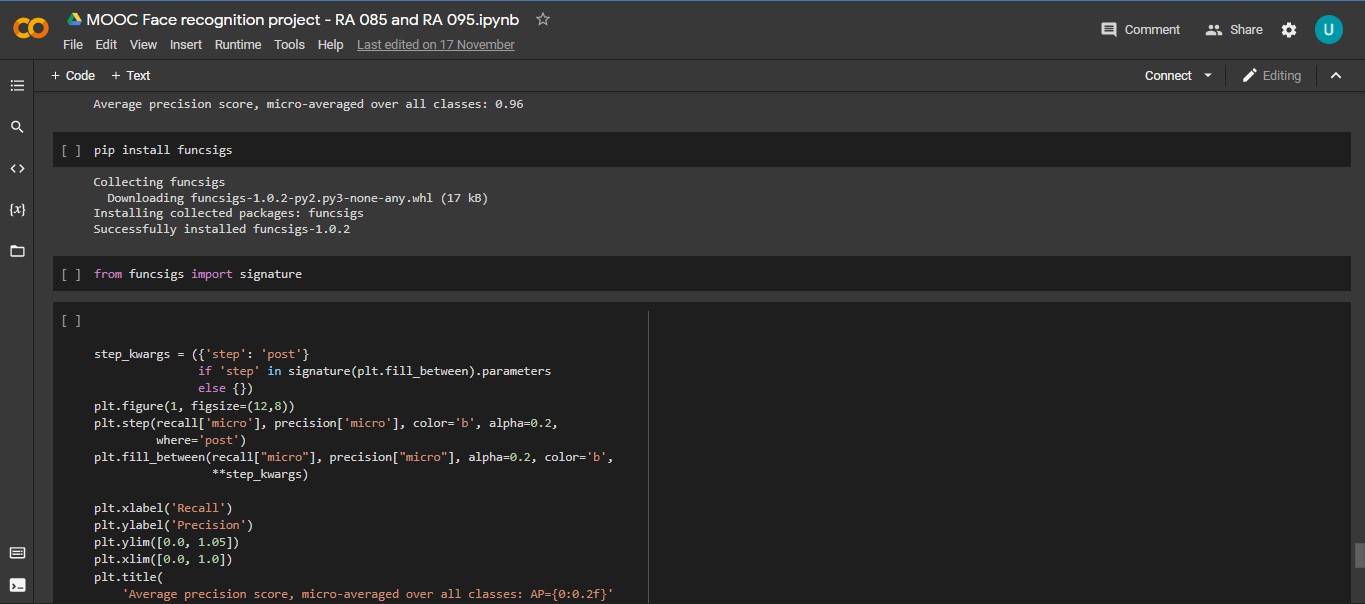 MOOC Face recognition project - RA 085 and RA 095.ipynb
Comment Share U
File Edit View Insert Runtime Tools Help Last edited on 17 November
+ Code + Text Connect Editing
Average precision score, micro-averaged over all classes: 0.96
[ ] pip install funcsigs
Collecting funcsigs
  Downloading funcsigs-1.0.2-py2.py3-none-any.whl (17 kB)
Installing collected packages: funcsigs
Successfully installed funcsigs-1.0.2
[ ] from funcsigs import signature
[ ]
step_kwargs = ({'step': 'post'}
               if 'step' in signature(plt.fill_between).parameters
               else {})
plt.figure(1, figsize=(12,8))
plt.step(recall['micro'], precision['micro'], color='b', alpha=0.2,
         where='post')
plt.fill_between(recall["micro"], precision["micro"], alpha=0.2, color='b',
                 **step_kwargs)
plt.xlabel('Recall')
plt.ylabel('Precision')
plt.ylim([0.0, 1.05])
plt.xlim([0.0, 1.0])
plt.title(
    'Average precision score, micro-averaged over all classes: AP={0:0.2f}'